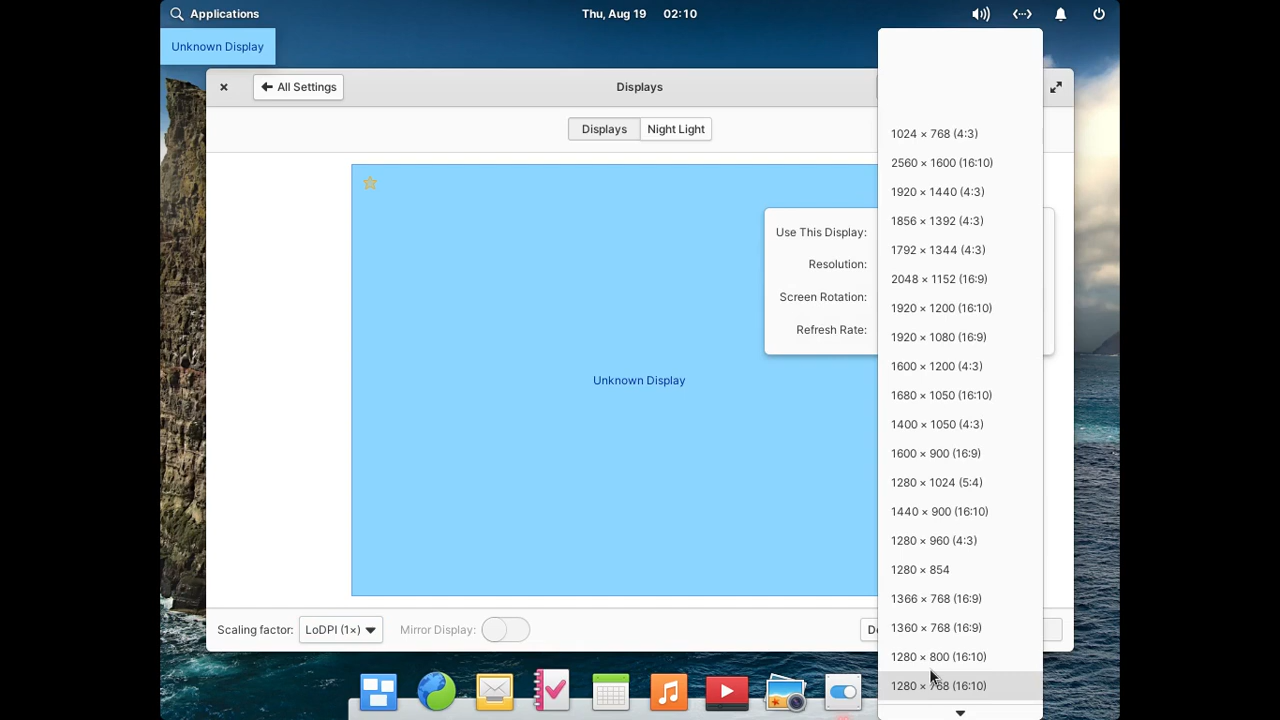 Applications
Thu, Aug 19 02:10
Unknown Display
All Settings
Displays
Displays
Night Light
Use This Display:
Resolution:
Screen Rotation:
Refresh Rate:
Unknown Display
1024 × 768 (4:3)
2560 × 1600 (16:10)
1920 × 1440 (4:3)
1856 × 1392 (4:3)
1792 × 1344 (4:3)
2048 × 1152 (16:9)
1920 × 1200 (16:10)
1920 × 1080 (16:9)
1600 × 1200 (4:3)
1680 × 1050 (16:10)
1400 × 1050 (4:3)
1600 × 900 (16:9)
1280 × 1024 (5:4)
1440 × 900 (16:10)
1280 × 960 (4:3)
1280 × 854
1366 × 768 (16:9)
1360 × 768 (16:9)
1280 × 800 (16:10)
1280 × 768 (16:10)
Scaling factor: LoDPI (1×) Mirror Display: